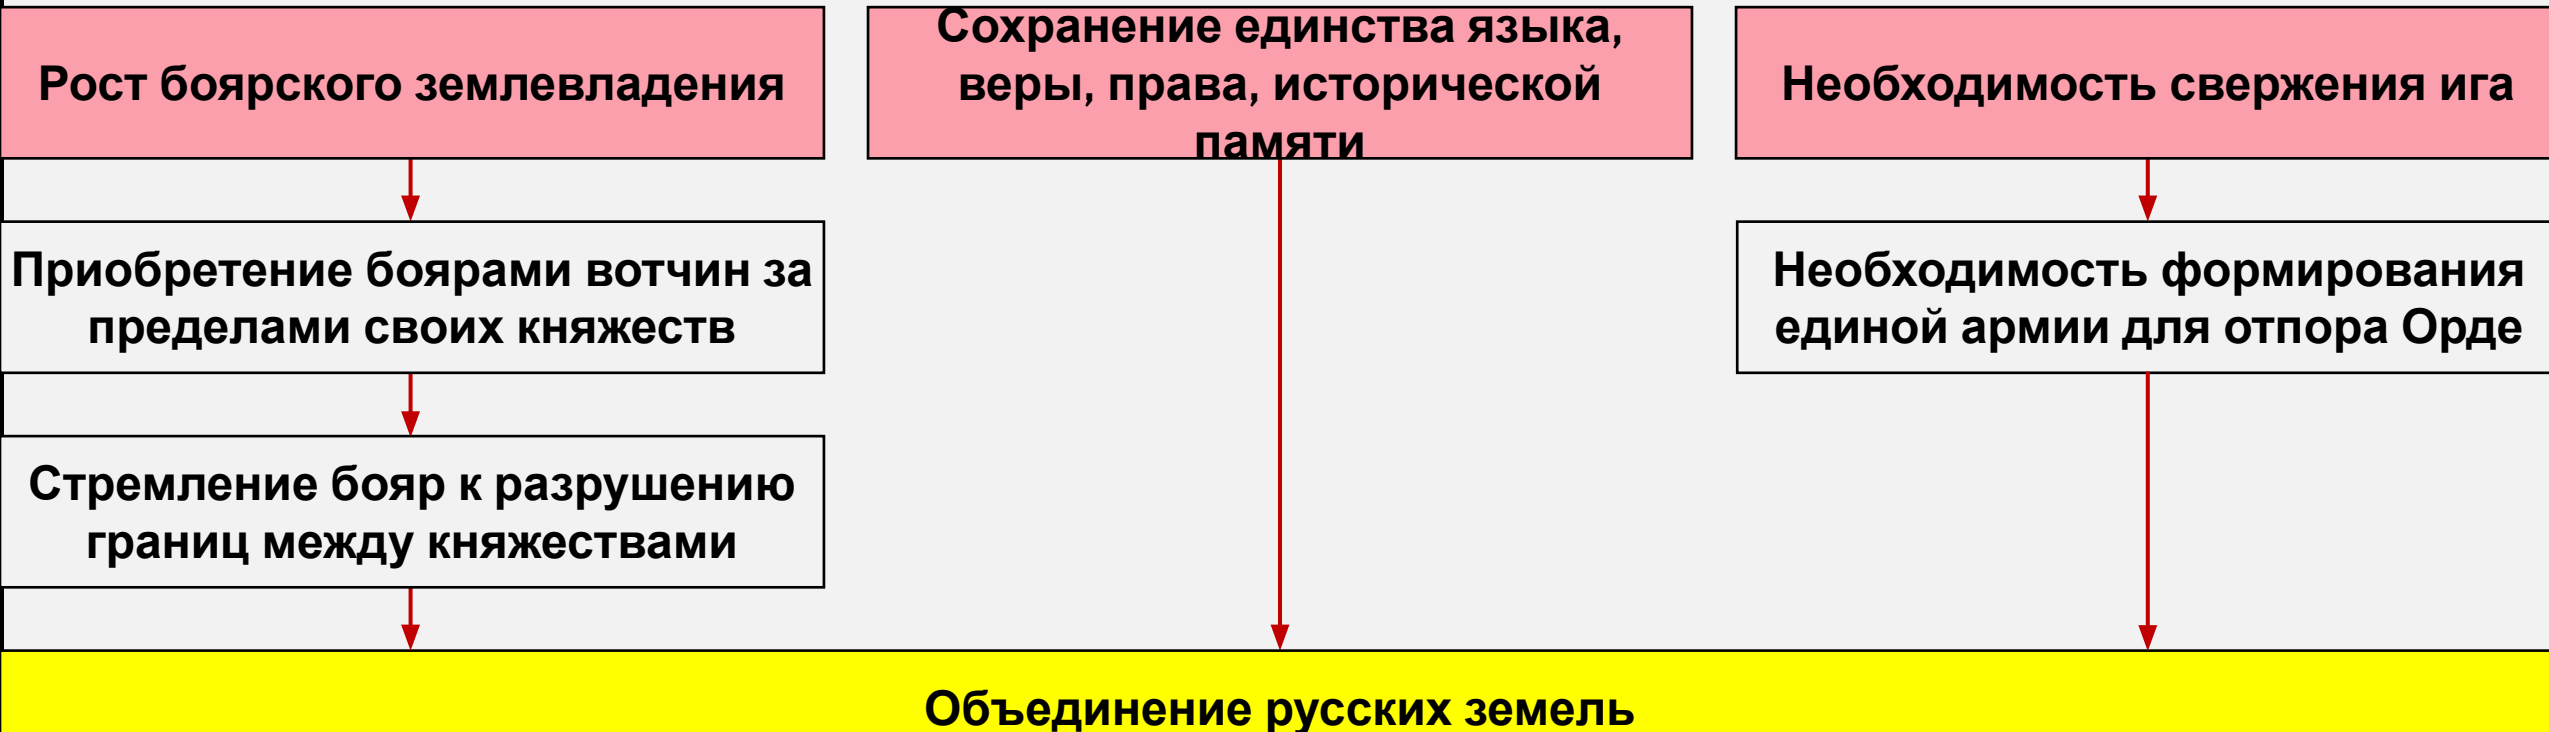 Рост боярского землевладения
Сохранение единства языка,
веры, права, исторической
памяти
Необходимость свержения ига
Приобретение боярами вотчин за
пределами своих княжеств
Необходимость формирования
единой армии для отпора Орде
Стремление бояр к разрушению
границ между княжествами
Объединение русских земель